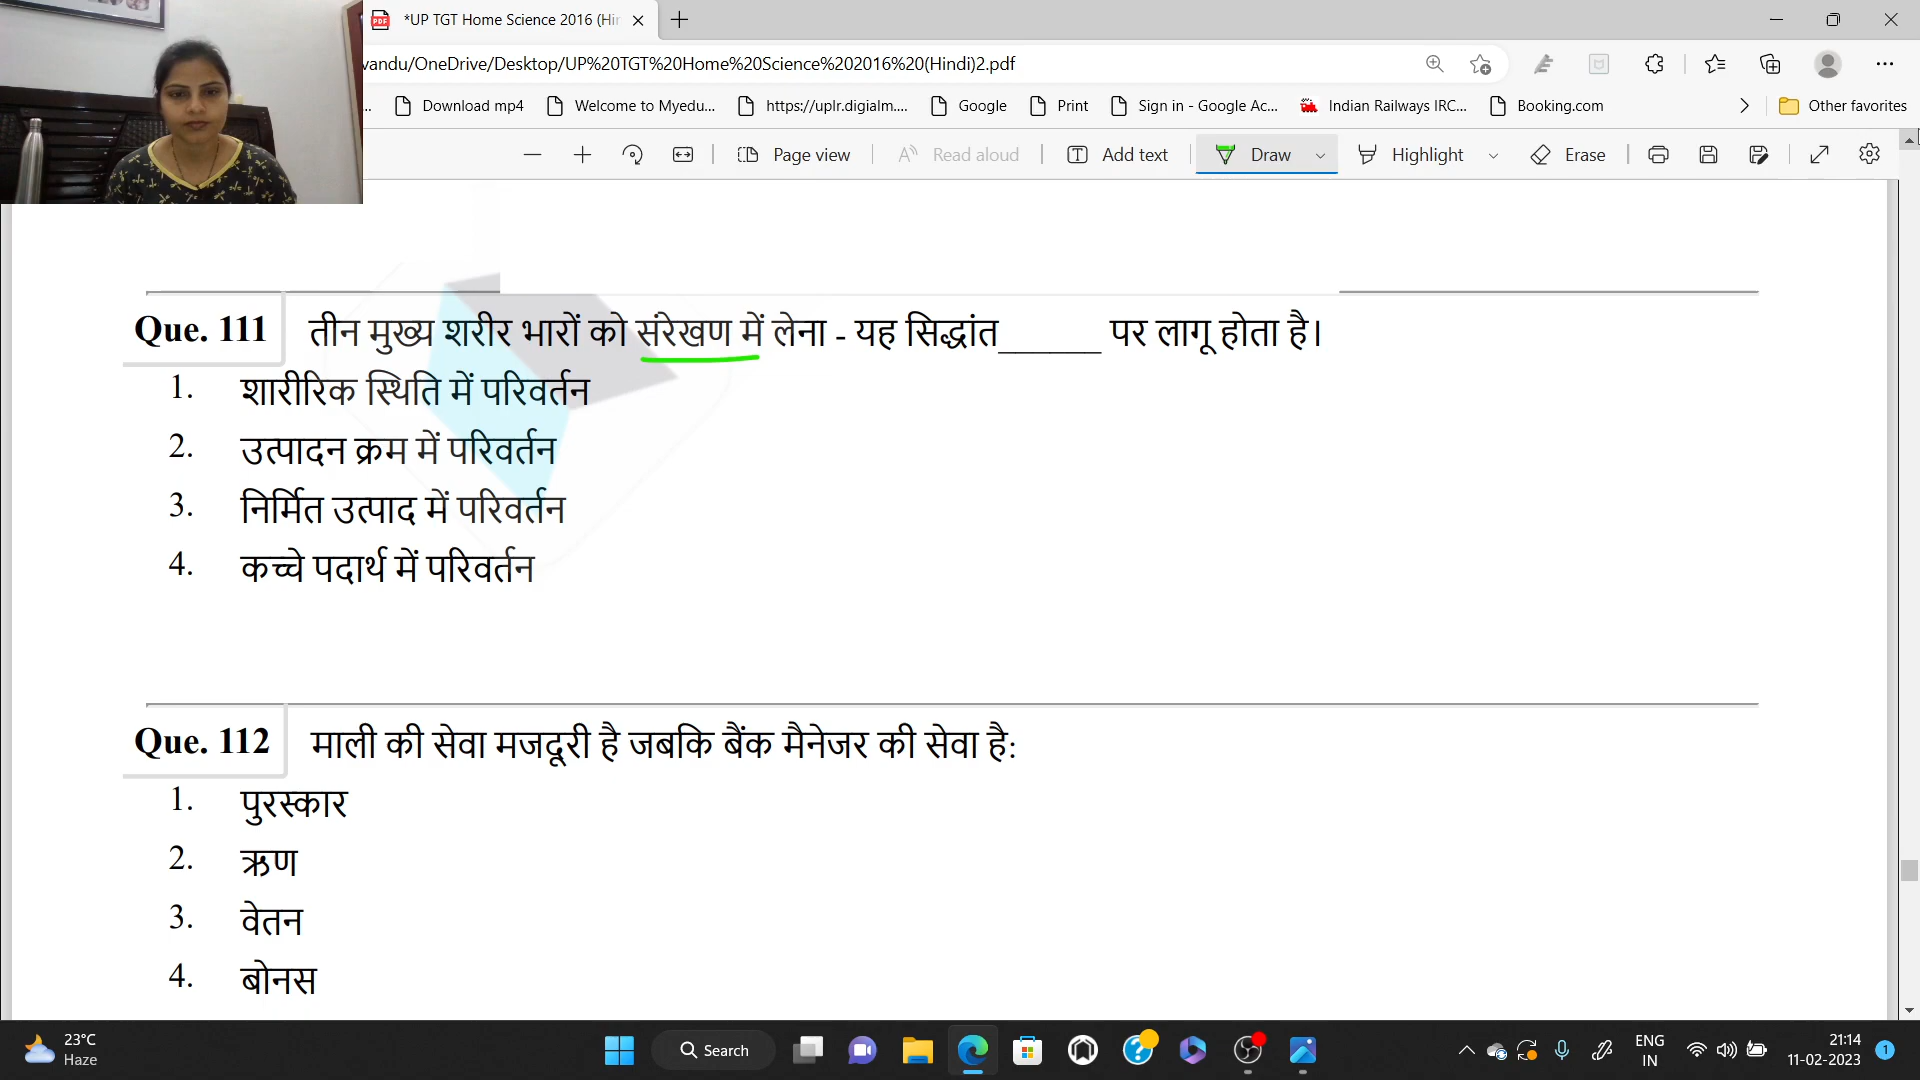 *UP TGT Home Science 2016 (Hin
vandu/OneDrive/Desktop/UP%20TGT%20Home%20Science%202016%20(Hindi)2.pdf
... Download mp4 Welcome to Myedu... https://uplr.digialm.... Google Print Sign in - Google Ac... Indian Railways IRC... Booking.com Other favorites
Page view Read aloud Add text Draw Highlight Erase
Que. 111 तीन मुख्य शरीर भारों को संरेखण में लेना - यह सिद्धांत______ पर लागू होता है।
1. शारीरिक स्थिति में परिवर्तन
2. उत्पादन क्रम में परिवर्तन
3. निर्मित उत्पाद में परिवर्तन
4. कच्चे पदार्थ में परिवर्तन
Que. 112 माली की सेवा मजदूरी है जबकि बैंक मैनेजर की सेवा है:
1. पुरस्कार
2. ऋण
3. वेतन
4. बोनस
23°C
Haze
Search
ENG
IN
21:14
11-02-2023
1